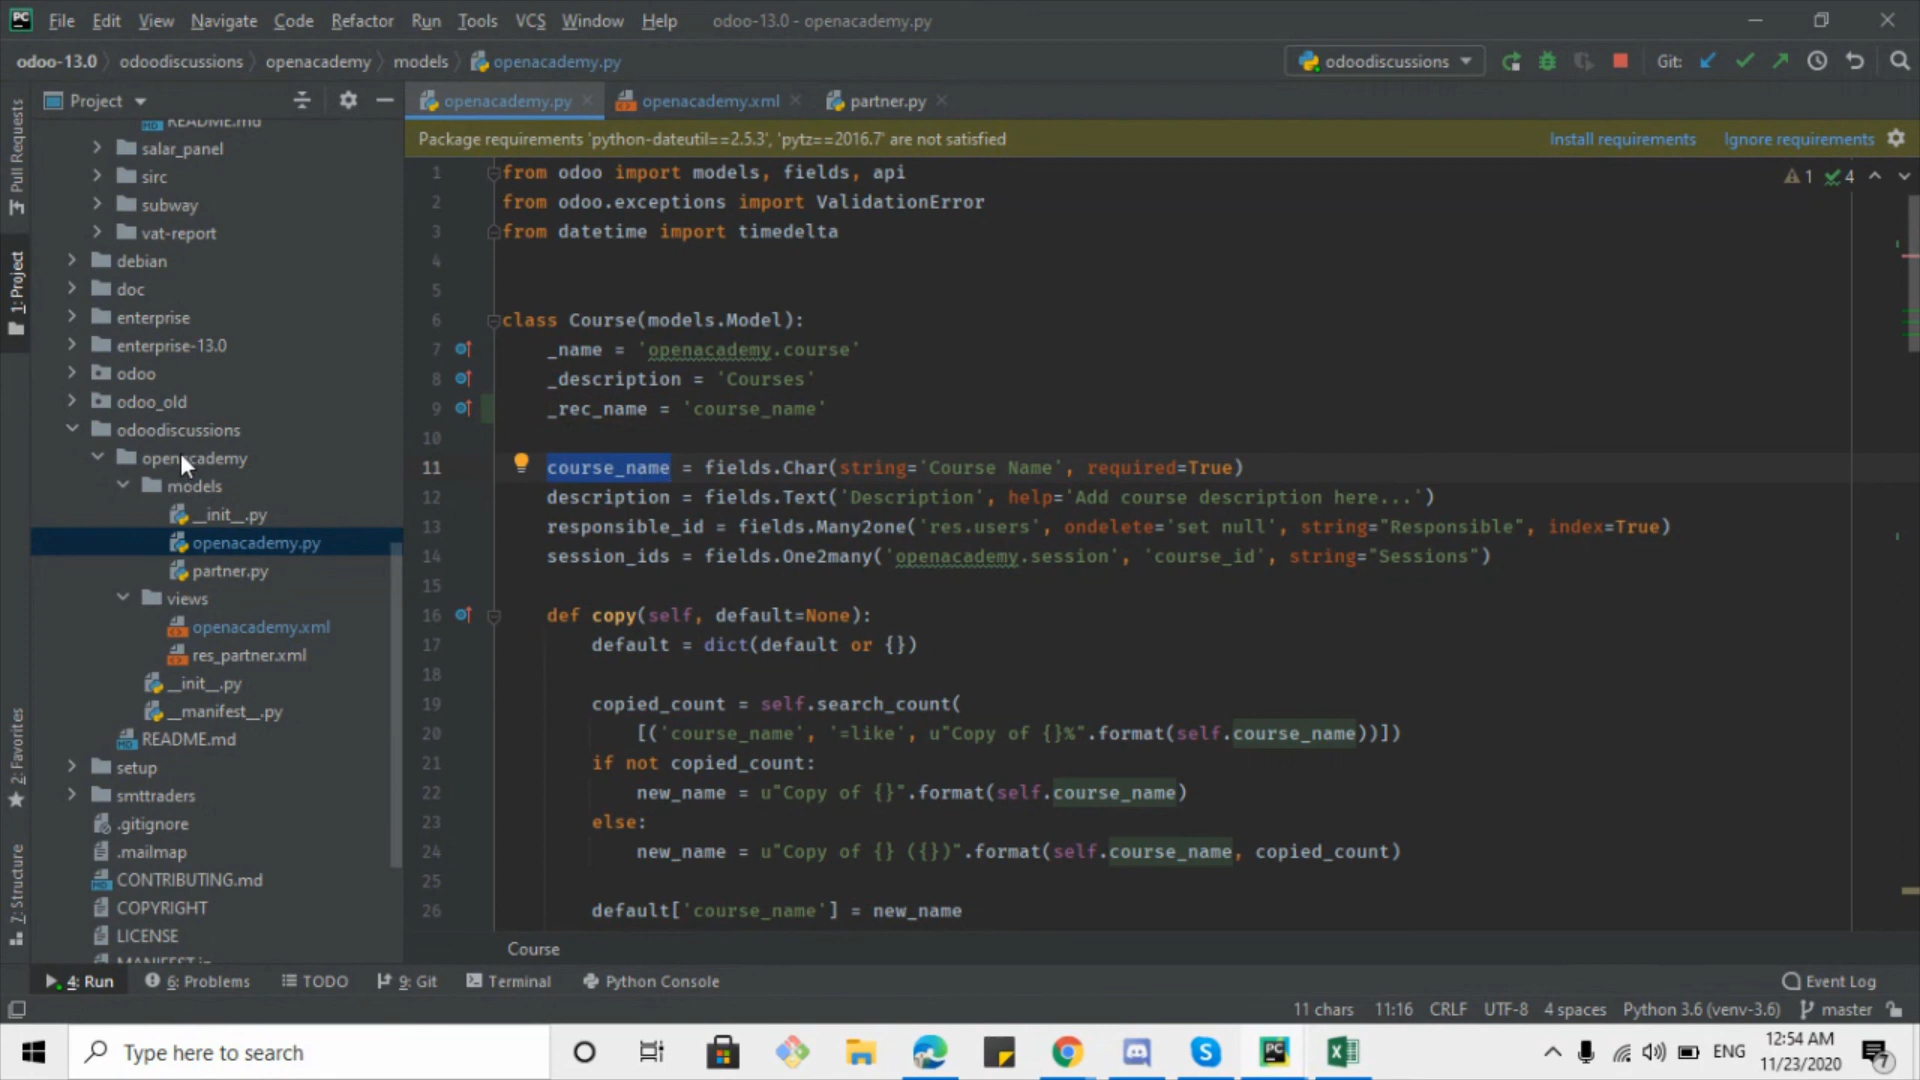 PC File Edit View Navigate Code Refactor Run Tools VCS Window Help odoo-13.0 - openacademy.py
odoo-13.0 odoodiscussions openacademy models openacademy.py odoodiscussions Git:
Project openacademy.py openacademy.xml partner.py
Package requirements 'python-dateutil==2.5.3', 'pytz==2016.7' are not satisfied Install requirements Ignore requirements
Pull Requests
1: Project
2: Favorites
7: Structure
README.md
salar_panel
sirc
subway
vat-report
debian
doc
enterprise
enterprise-13.0
odoo
odoo_old
odoodiscussions
openacademy
models
__init__.py
openacademy.py
partner.py
views
openacademy.xml
res_partner.xml
__init__.py
__manifest__.py
README.md
setup
smttraders
.gitignore
.mailmap
CONTRIBUTING.md
COPYRIGHT
LICENSE
MANIFEST.in
1 from odoo import models, fields, api
2 from odoo.exceptions import ValidationError
3 from datetime import timedelta
4
5
6 class Course(models.Model):
7 _name = 'openacademy.course'
8 _description = 'Courses'
9 _rec_name = 'course_name'
10
11 course_name = fields.Char(string='Course Name', required=True)
12 description = fields.Text('Description', help='Add course description here...')
13 responsible_id = fields.Many2one('res.users', ondelete='set null', string="Responsible", index=True)
14 session_ids = fields.One2many('openacademy.session', 'course_id', string="Sessions")
15
16 def copy(self, default=None):
17 default = dict(default or {})
18
19 copied_count = self.search_count(
20 [('course_name', '=like', u"Copy of {}%".format(self.course_name))])
21 if not copied_count:
22 new_name = u"Copy of {}".format(self.course_name)
23 else:
24 new_name = u"Copy of {} ({})".format(self.course_name, copied_count)
25
26 default['course_name'] = new_name
1 4
Course
4: Run 6: Problems TODO 9: Git Terminal Python Console Event Log
11 chars 11:16 CRLF UTF-8 4 spaces Python 3.6 (venv-3.6) master
Type here to search
PC
S
ENG
12:54 AM
11/23/2020
7